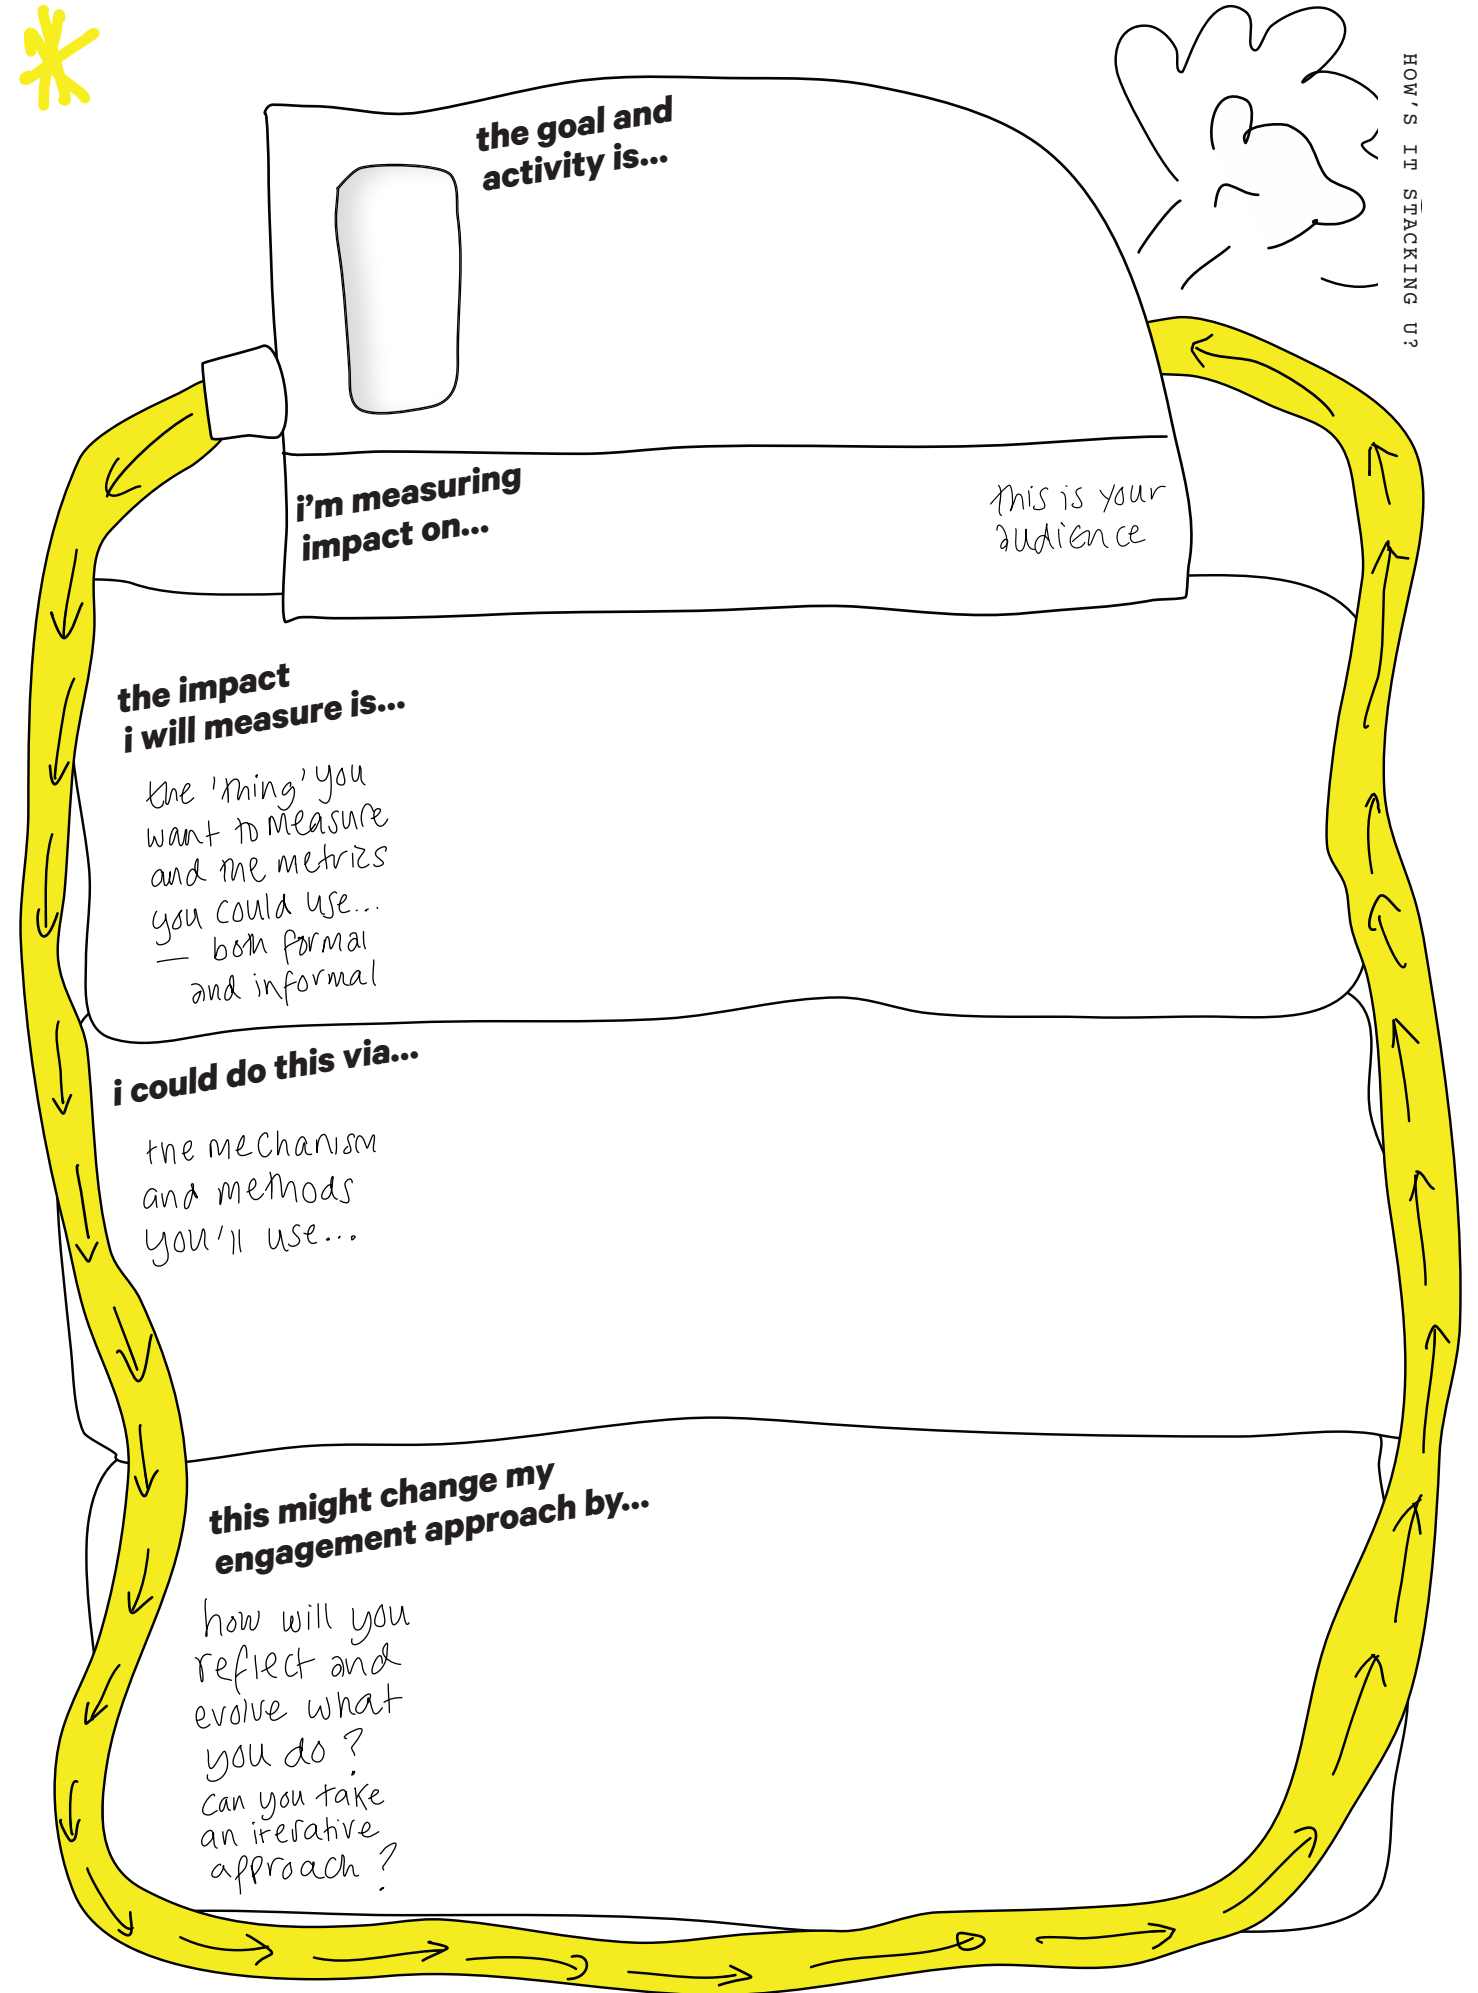 HOW'S IT STACKING U?
the goal and
activity is...
i'm measuring
impact on...
this is your
audience
the impact
i will measure is...
the 'thing' you
want to measure
and the metrics
you could use...
— both formal
and informal
i could do this via...
the mechanism
and methods
you'll use...
this might change my
engagement approach by...
how will you
reflect and
evolve what
you do ?
can you take
an iterative
approach ?